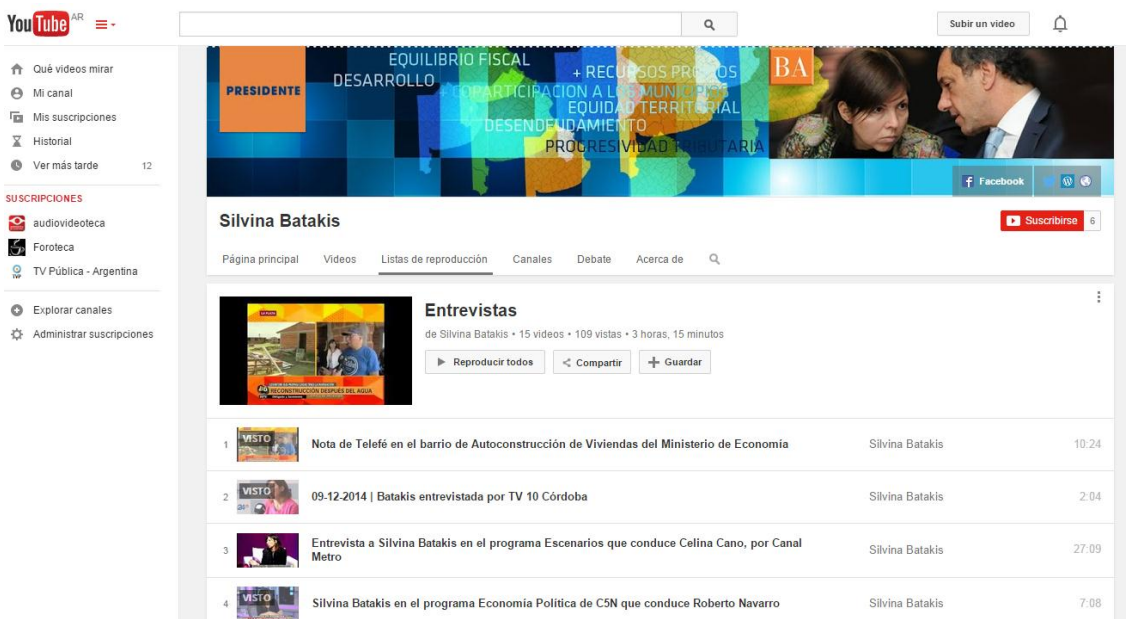 YouTube AR
Subir un video
Qué videos mirar
Mi canal
Mis suscripciones
Historial
Ver más tarde 12
SUSCRIPCIONES
audiovideoteca
Foroteca
TV Pública - Argentina
Explorar canales
Administrar suscripciones
PRESIDENTE
EQUILIBRIO FISCAL
DESARROLLO
+ RECURSOS PROPIOS
+ COPARTICIPACION A LOS MUNICIPIOS
EQUIDAD TERRITORIAL
DESENDEUDAMIENTO
PROGRESIVIDAD TRIBUTARIA
BA
Facebook
Silvina Batakis
Suscribirse 6
Página principal Videos Listas de reproducción Canales Debate Acerca de
RECONSTRUCCIÓN DESPUÉS DEL AGUA
Entrevistas
de Silvina Batakis • 15 videos • 109 vistas • 3 horas, 15 minutos
Reproducir todos Compartir Guardar
1 VISTO Nota de Telefé en el barrio de Autoconstrucción de Viviendas del Ministerio de Economía Silvina Batakis 10:24
2 VISTO 09-12-2014 | Batakis entrevistada por TV 10 Córdoba Silvina Batakis 2:04
3 Entrevista a Silvina Batakis en el programa Escenarios que conduce Celina Cano, por Canal
Metro Silvina Batakis 27:09
4 VISTO Silvina Batakis en el programa Economía Política de C5N que conduce Roberto Navarro Silvina Batakis 7:08